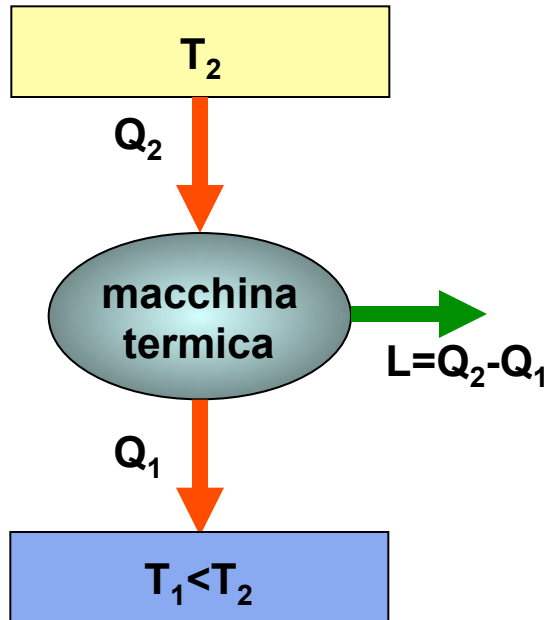 T₂
Q₂
macchina
termica
L=Q₂-Q₁
Q₁
T₁<T₂